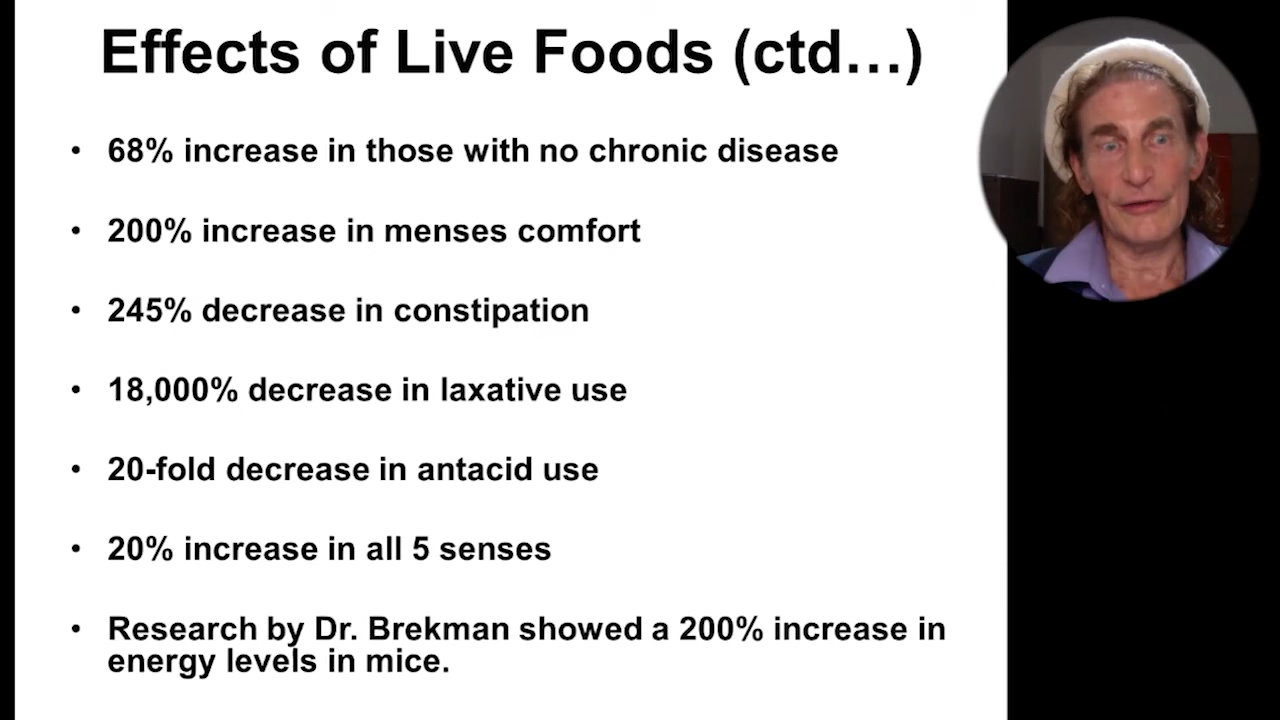 Effects of Live Foods (ctd…)
• 68% increase in those with no chronic disease
• 200% increase in menses comfort
• 245% decrease in constipation
• 18,000% decrease in laxative use
• 20-fold decrease in antacid use
• 20% increase in all 5 senses
• Research by Dr. Brekman showed a 200% increase in
energy levels in mice.